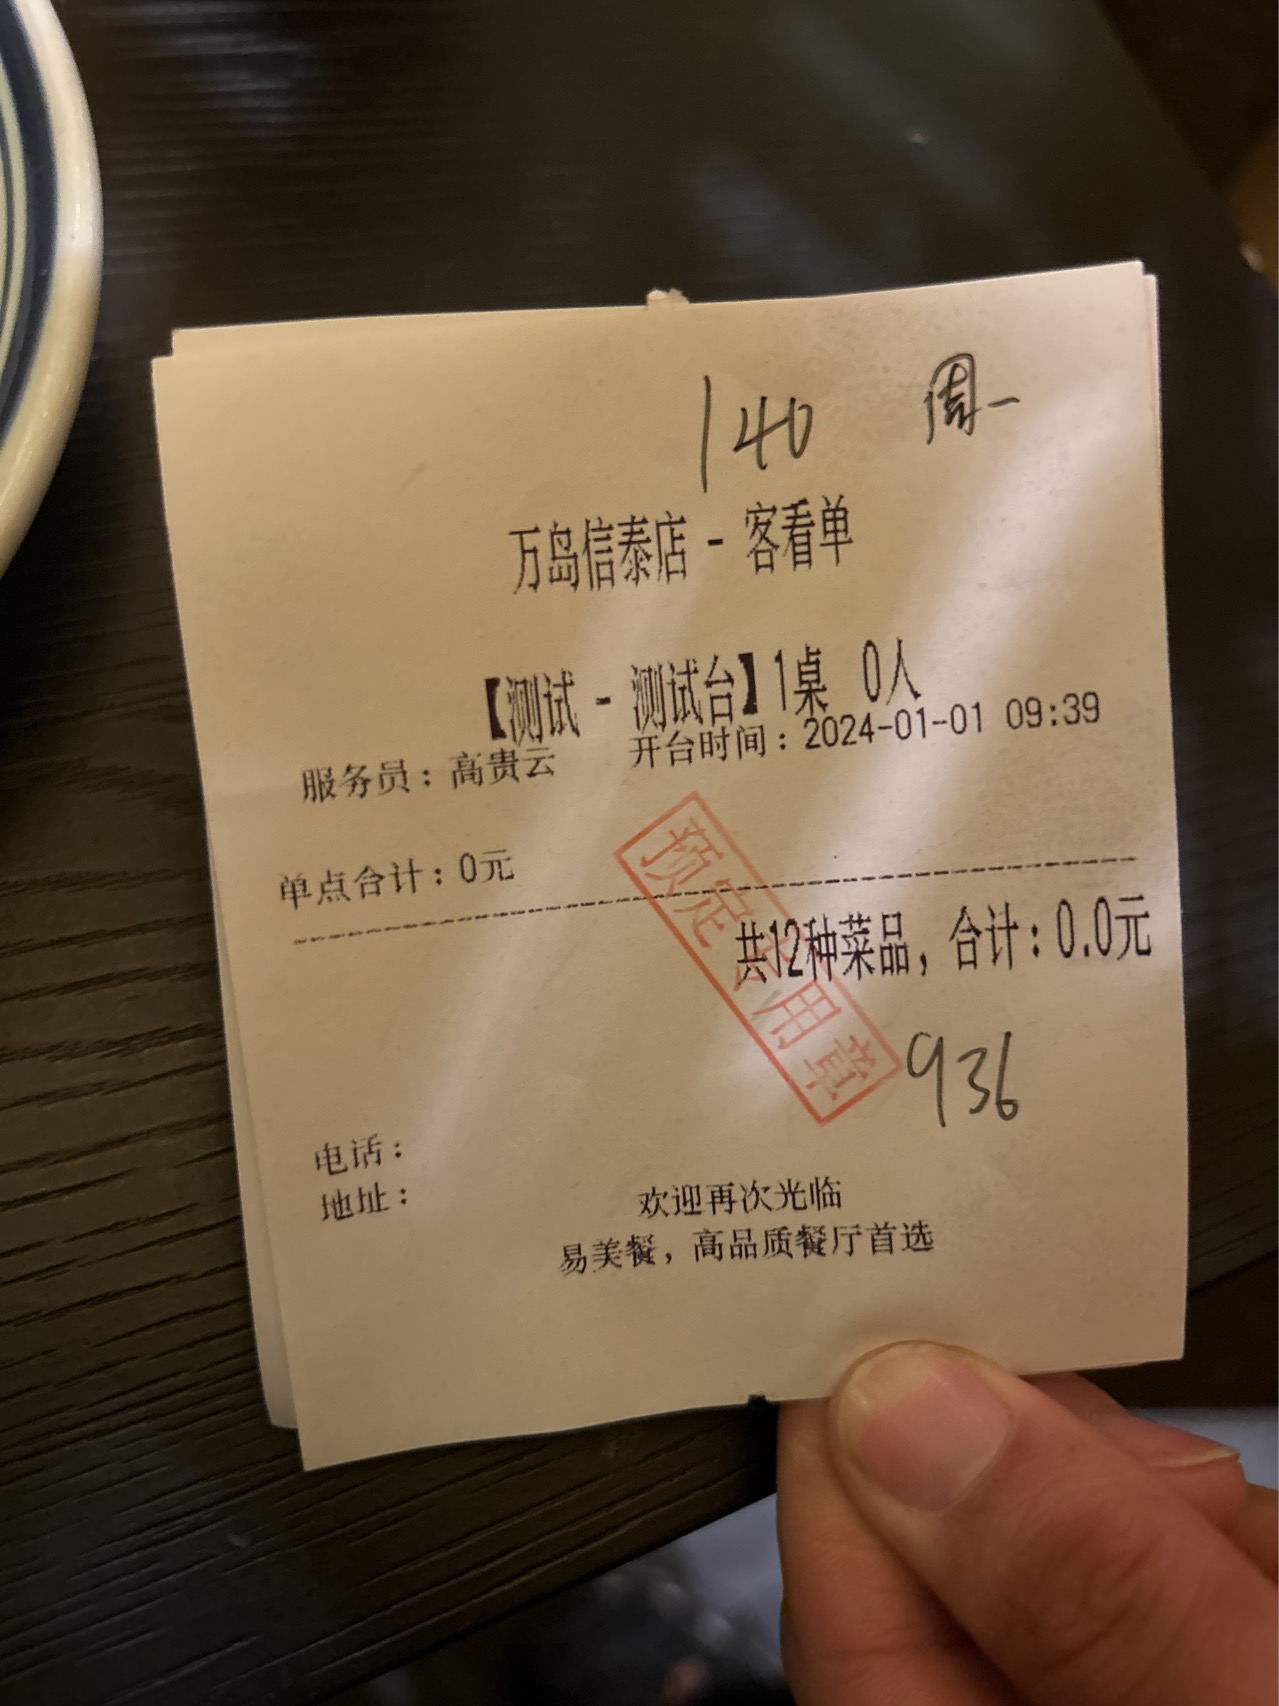 140 周一
万岛信泰店 - 客看单
【测试 - 测试台】1桌 0人
服务员：高贵云 开台时间：2024-01-01 09:39
单点合计：0元
预定专用章
共12种菜品，合计：0.0元
936
电话：
地址：
欢迎再次光临
易美餐，高品质餐厅首选